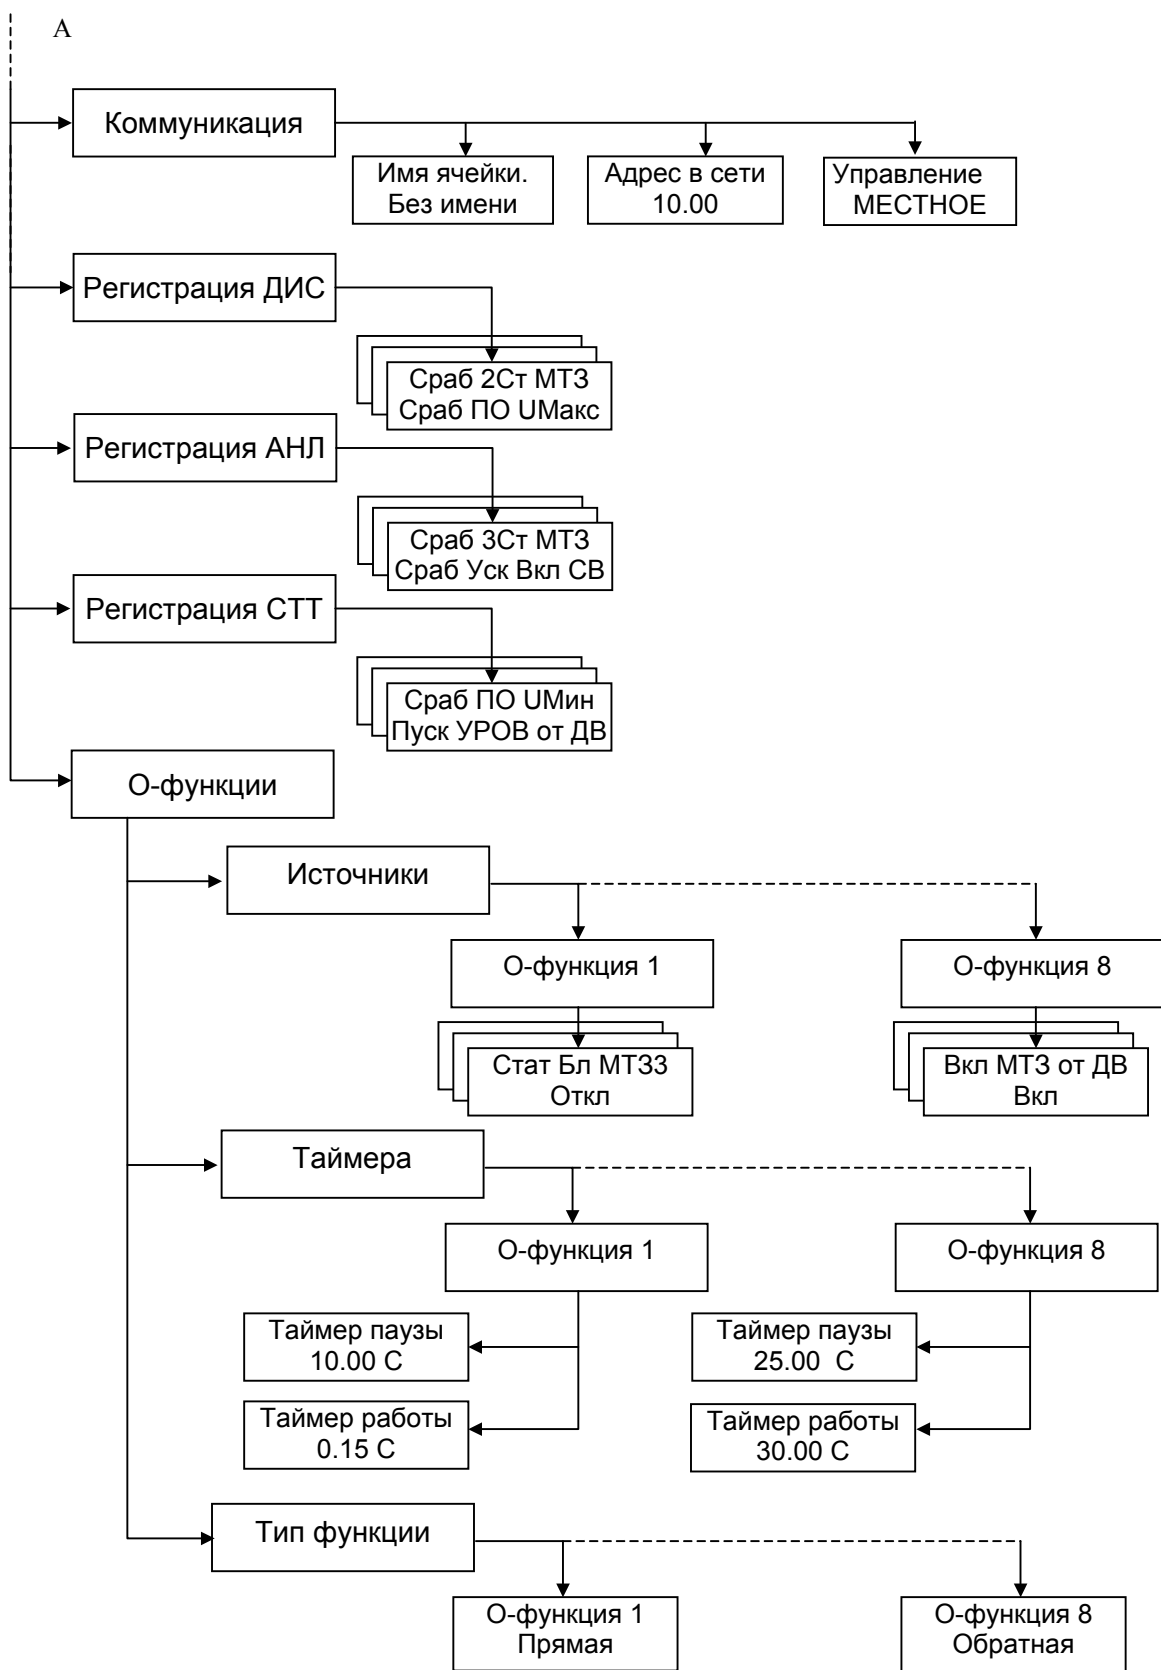 А
Коммуникация
Имя ячейки.
Без имени
Адрес в сети
10.00
Управление
МЕСТНОЕ
Регистрация ДИС
Сраб 2Ст МТЗ
Сраб ПО UМакс
Регистрация АНЛ
Сраб 3Ст МТЗ
Сраб Уск Вкл СВ
Регистрация СТТ
Сраб ПО UМин
Пуск УРОВ от ДВ
О-функции
Источники
О-функция 1
О-функция 8
Стат Бл МТЗ3
Откл
Вкл МТЗ от ДВ
Вкл
Таймера
О-функция 1
О-функция 8
Таймер паузы
10.00 С
Таймер паузы
25.00 С
Таймер работы
0.15 С
Таймер работы
30.00 С
Тип функции
О-функция 1
Прямая
О-функция 8
Обратная